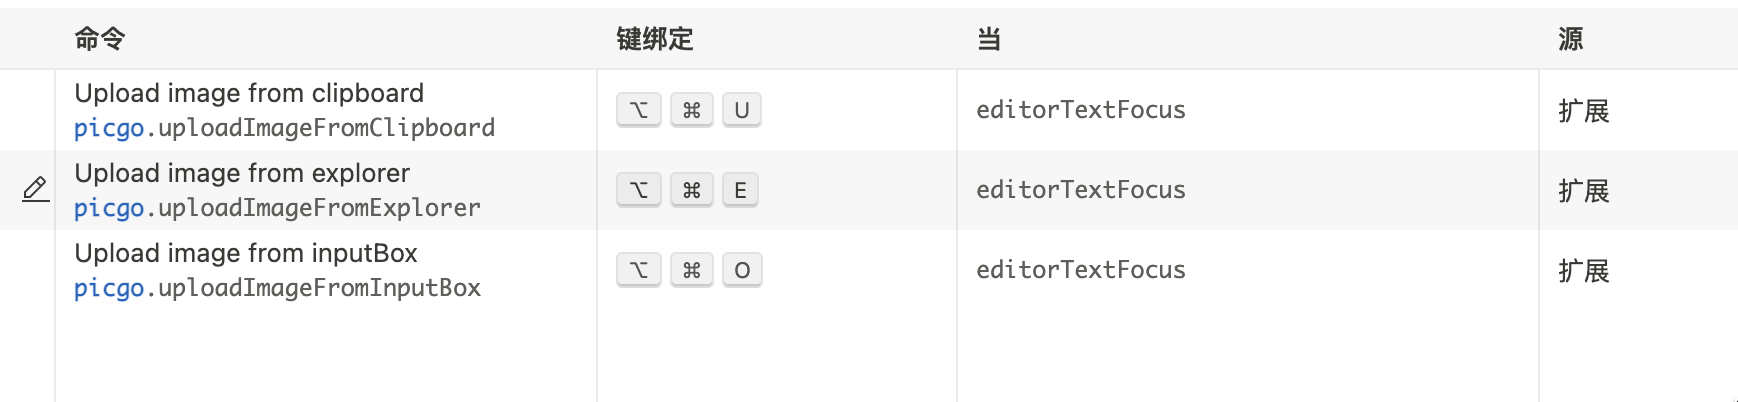 命令 键绑定 当 源
Upload image from clipboard
picgo.uploadImageFromClipboard ⌥ ⌘ U editorTextFocus 扩展
Upload image from explorer
picgo.uploadImageFromExplorer ⌥ ⌘ E editorTextFocus 扩展
Upload image from inputBox
picgo.uploadImageFromInputBox ⌥ ⌘ O editorTextFocus 扩展